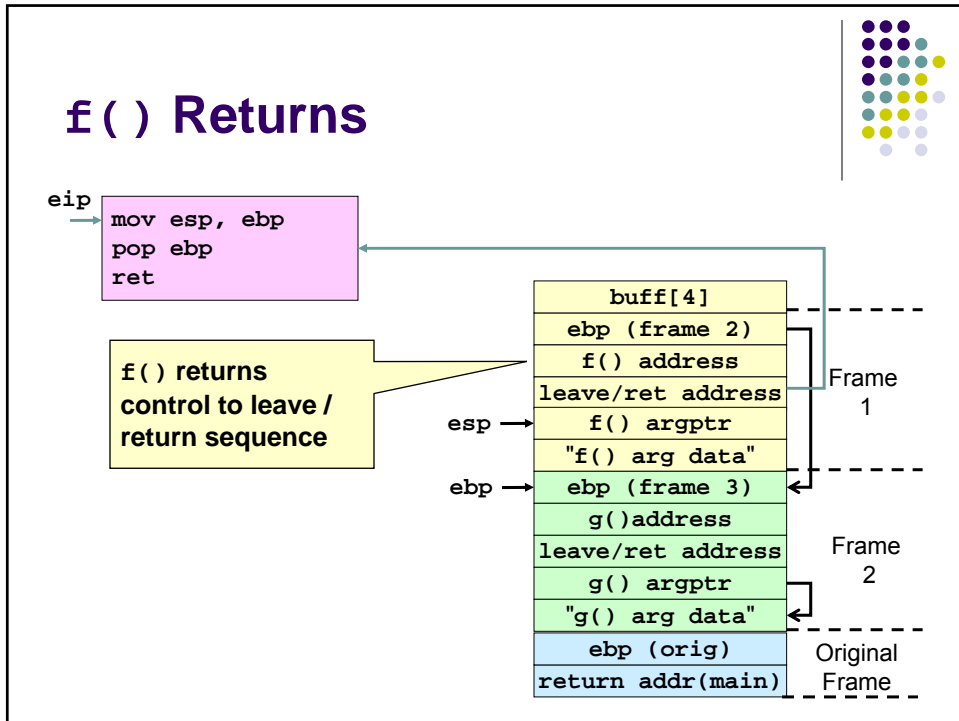 f() Returns
eip
mov esp, ebp
pop ebp
ret
f() returns
control to leave /
return sequence
esp
ebp
buff[4]
ebp (frame 2)
f() address
leave/ret address
f() argptr
"f() arg data"
ebp (frame 3)
g()address
leave/ret address
g() argptr
"g() arg data"
ebp (orig)
return addr(main)
Frame
1
Frame
2
Original
Frame